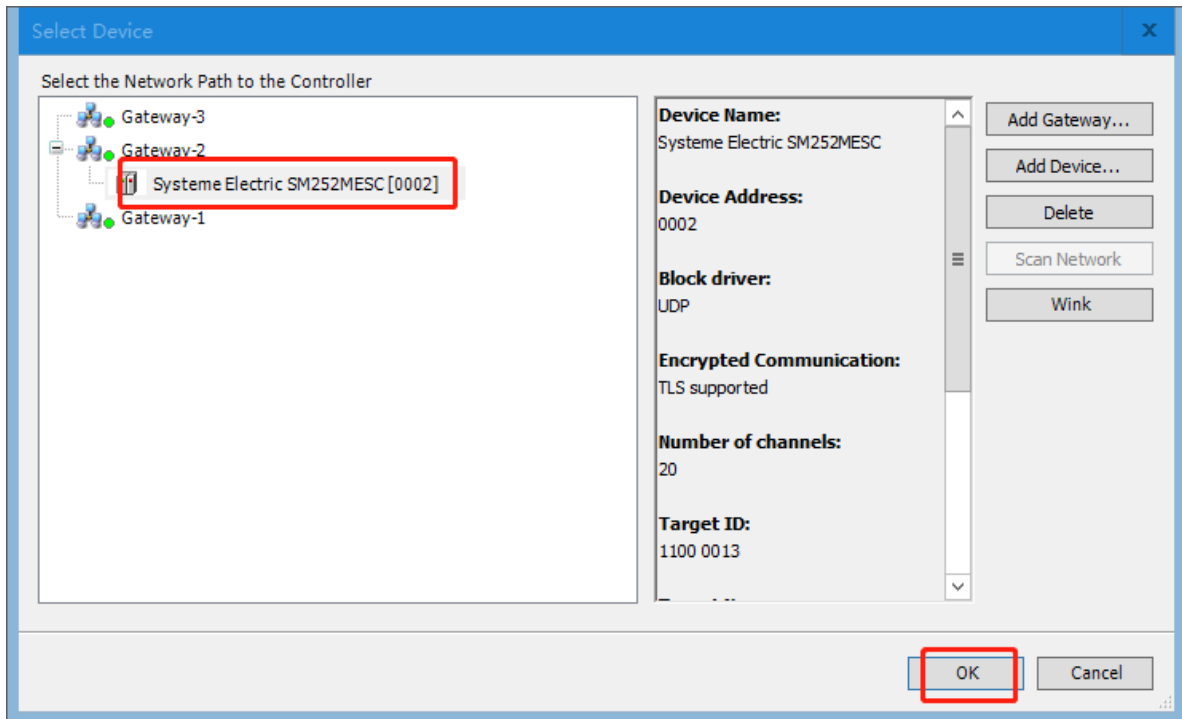 Select Device
x
Select the Network Path to the Controller
Gateway-3
Gateway-2
Systeme Electric SM252MESC [0002]
Gateway-1
Device Name:
Systeme Electric SM252MESC
Device Address:
0002
Block driver:
UDP
Encrypted Communication:
TLS supported
Number of channels:
20
Target ID:
1100 0013
Add Gateway...
Add Device...
Delete
Scan Network
Wink
OK
Cancel